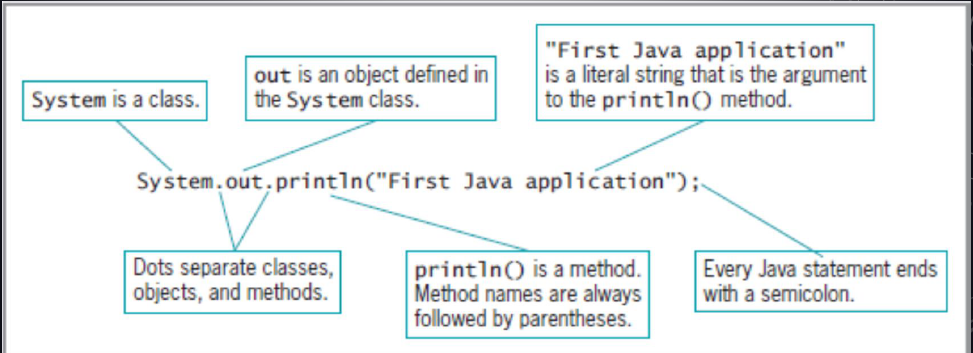 "First Java application"
is a literal string that is the argument
to the println() method.
out is an object defined in
the System class.
System is a class.
System.out.println("First Java application");
Dots separate classes,
objects, and methods.
println() is a method.
Method names are always
followed by parentheses.
Every Java statement ends
with a semicolon.